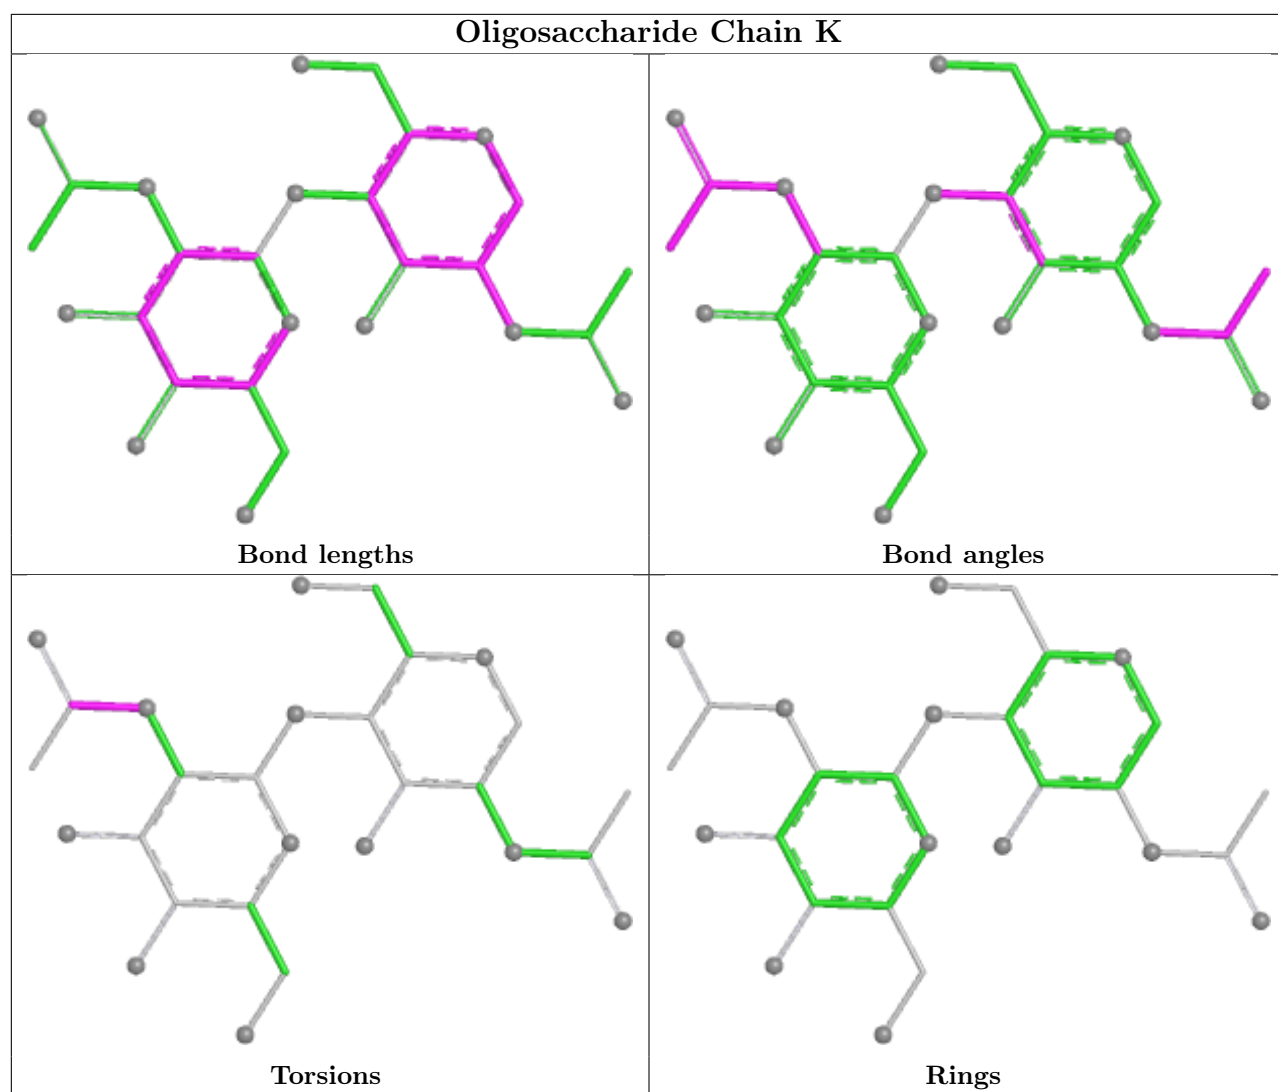 Oligosaccharide Chain K
Bond lengths
Bond angles
Torsions
Rings